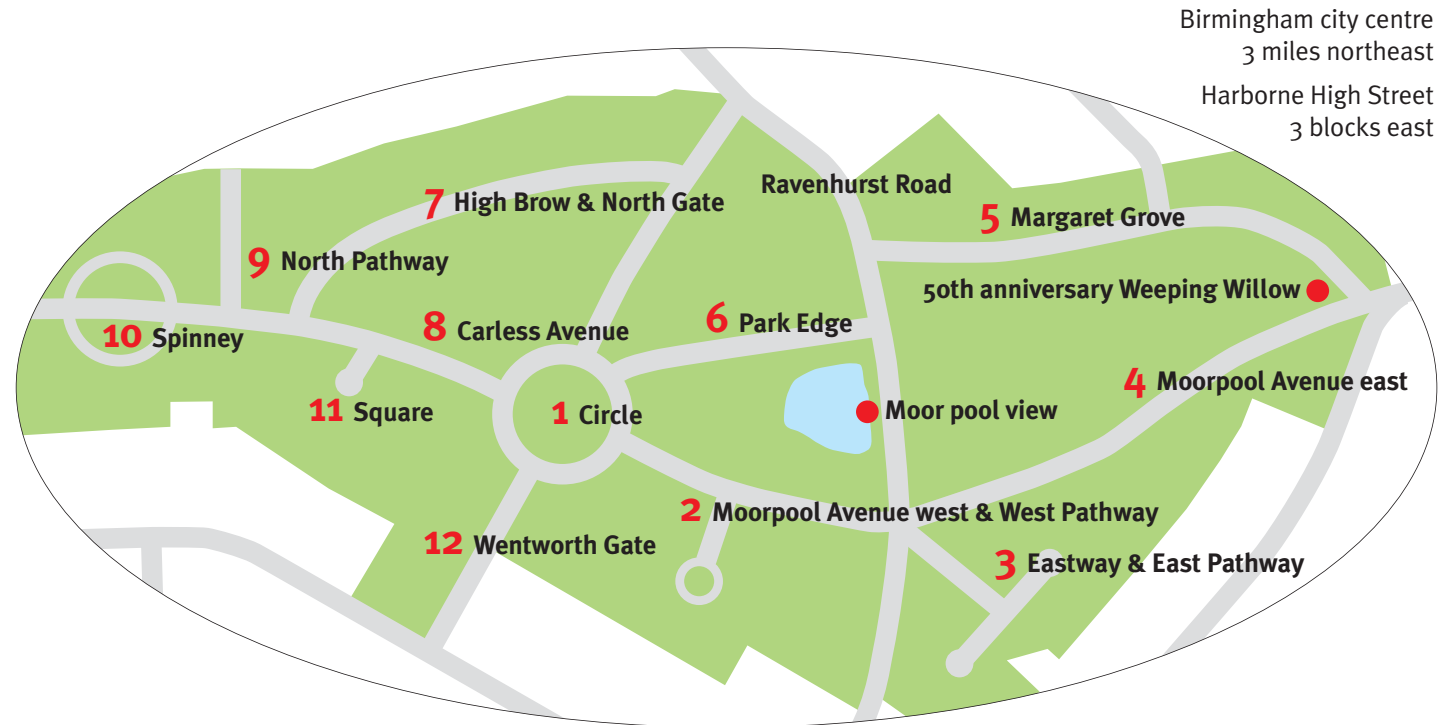 Birmingham city centre
3 miles northeast
Harborne High Street
3 blocks east
Ravenhurst Road
7 High Brow & North Gate
5 Margaret Grove
9 North Pathway
50th anniversary Weeping Willow
10 Spinney
8 Carless Avenue
6 Park Edge
4 Moorpool Avenue east
11 Square
1 Circle
Moor pool view
2 Moorpool Avenue west & West Pathway
12 Wentworth Gate
3 Eastway & East Pathway